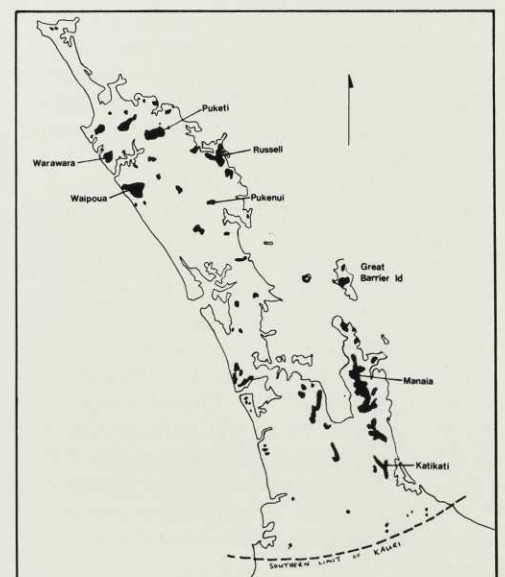 Puketi
Russell
Warawara
Waipoua
Pukenui
Great
Barrier Id
Manaia
Katikati
SOUTHERN LIMIT OF KAURI